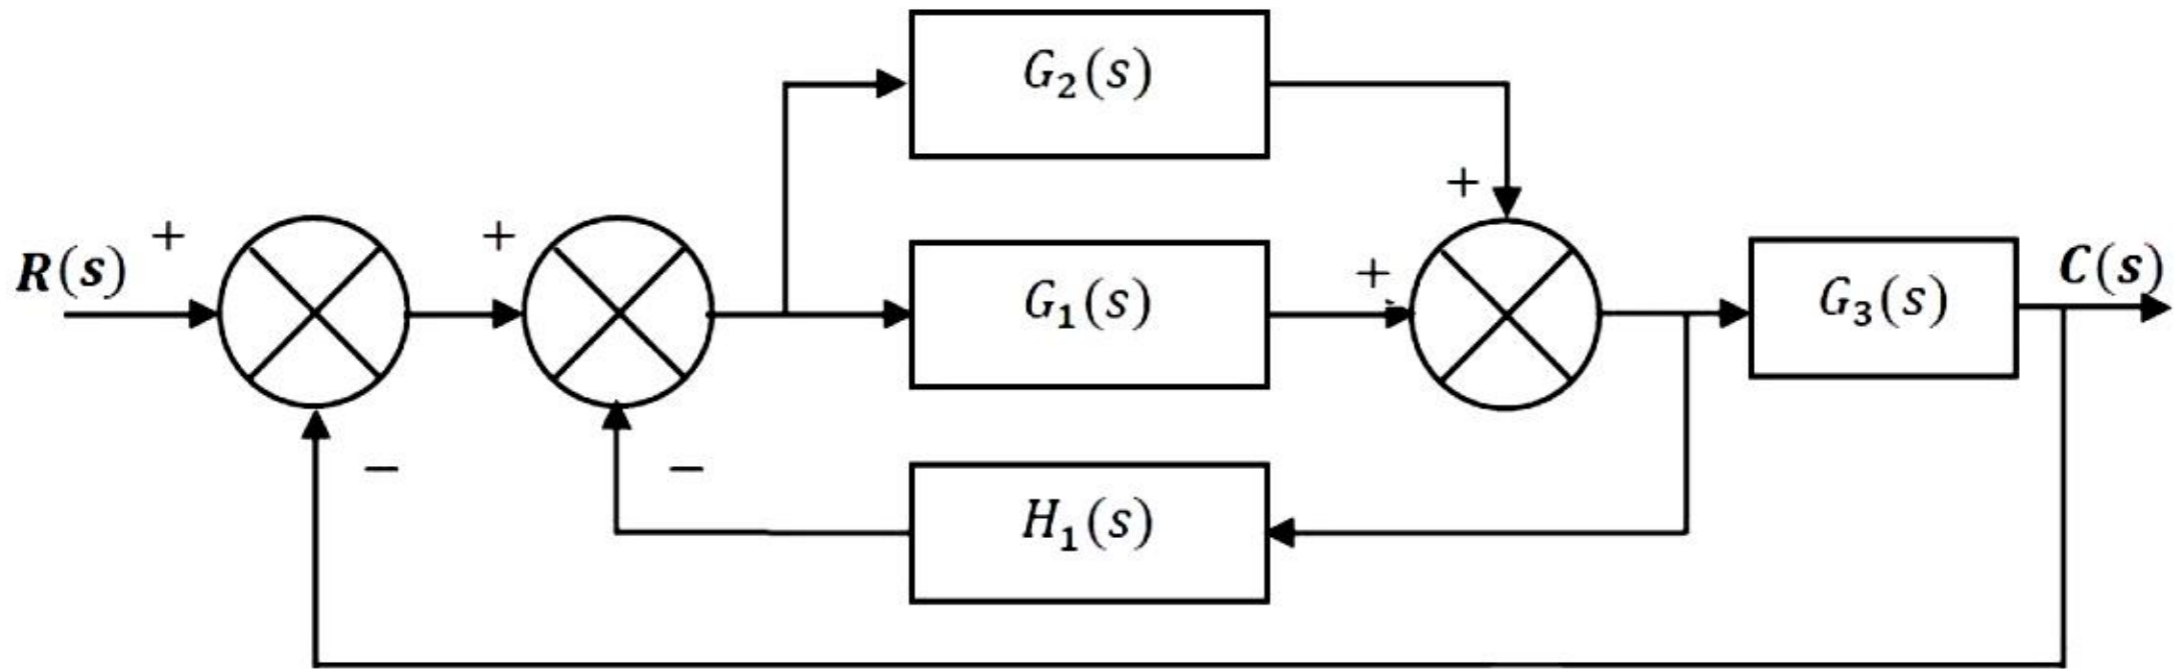 G₂(s)
+
+
+
R(s)
G₁(s)
+
G₃(s)
C(s)
−
−
H₁(s)